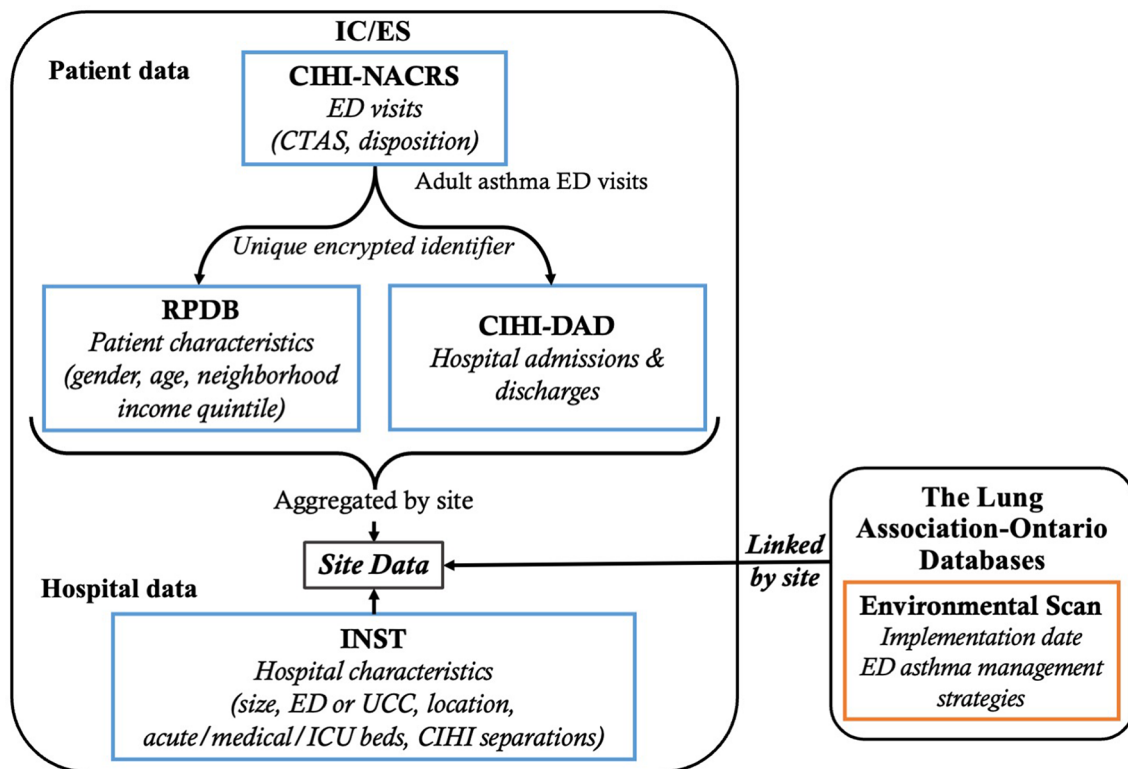 IC/ES
Patient data
CIHI-NACRS
ED visits
(CTAS, disposition)
Adult asthma ED visits
Unique encrypted identifier
RPDB
Patient characteristics
(gender, age, neighborhood
income quintile)
CIHI-DAD
Hospital admissions &
discharges
Aggregated by site
Site Data
Linked
by site
The Lung
Association-Ontario
Databases
Environmental Scan
Implementation date
ED asthma management
strategies
Hospital data
INST
Hospital characteristics
(size, ED or UCC, location,
acute/medical/ICU beds, CIHI separations)